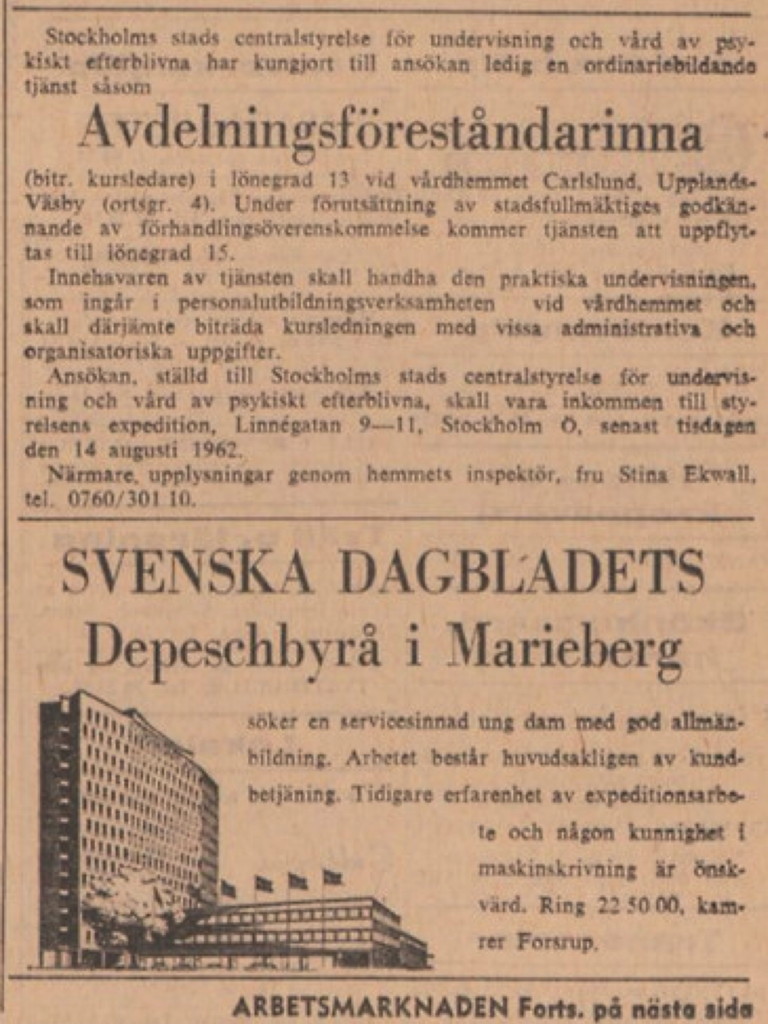 Stockholms stads centralstyrelse för undervisning och vård av psy-
kiskt efterblivna har kungjort till ansökan ledig en ordinariebildande
tjänst såsom
Avdelningsföreståndarinna
(bitr. kursledare) i lönegrad 13 vid vårdhemmet Carlslund, Upplands-
Väsby (ortsgr. 4). Under förutsättning av stadsfullmäktiges godkän-
nande av förhandlingsöverenskommelse kommer tjänsten att uppflyt-
tas till lönegrad 15.
Innehavaren av tjänsten skall handha den praktiska undervisningen,
som ingår i personalutbildningsverksamheten vid vårdhemmet och
skall därjämte biträda kursledningen med vissa administrativa och
organisatoriska uppgifter.
Ansökan, ställd till Stockholms stads centralstyrelse för undervis-
ning och vård av psykiskt efterblivna, skall vara inkommen till sty-
relsens expedition, Linnégatan 9—11, Stockholm Ö, senast tisdagen
den 14 augusti 1962.
Närmare upplysningar genom hemmets inspektör, fru Stina Ekwall,
tel. 0760/301 10.
SVENSKA DAGBLADETS
Depeschbyrå i Marieberg
söker en servicesinnad ung dam med god allmän-
bildning. Arbetet består huvudsakligen av kund-
betjäning. Tidigare erfarenhet av expeditionsarbe-
te och någon kunnighet i
maskinskrivning är önsk-
värd. Ring 22 50 00, kam-
rer Forsrup.
ARBETSMARKNADEN Forts. på nästa sida